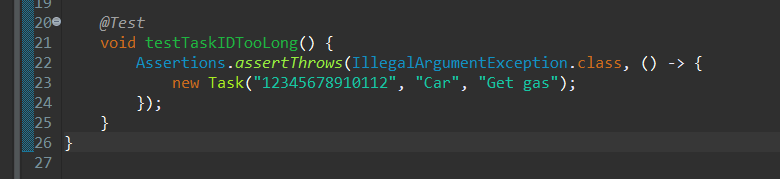 19
20 @Test
21 void testTaskIDTooLong() {
22 Assertions.assertThrows(IllegalArgumentException.class, () -> {
23 new Task("12345678910112", "Car", "Get gas");
24 });
25 }
26 }
27